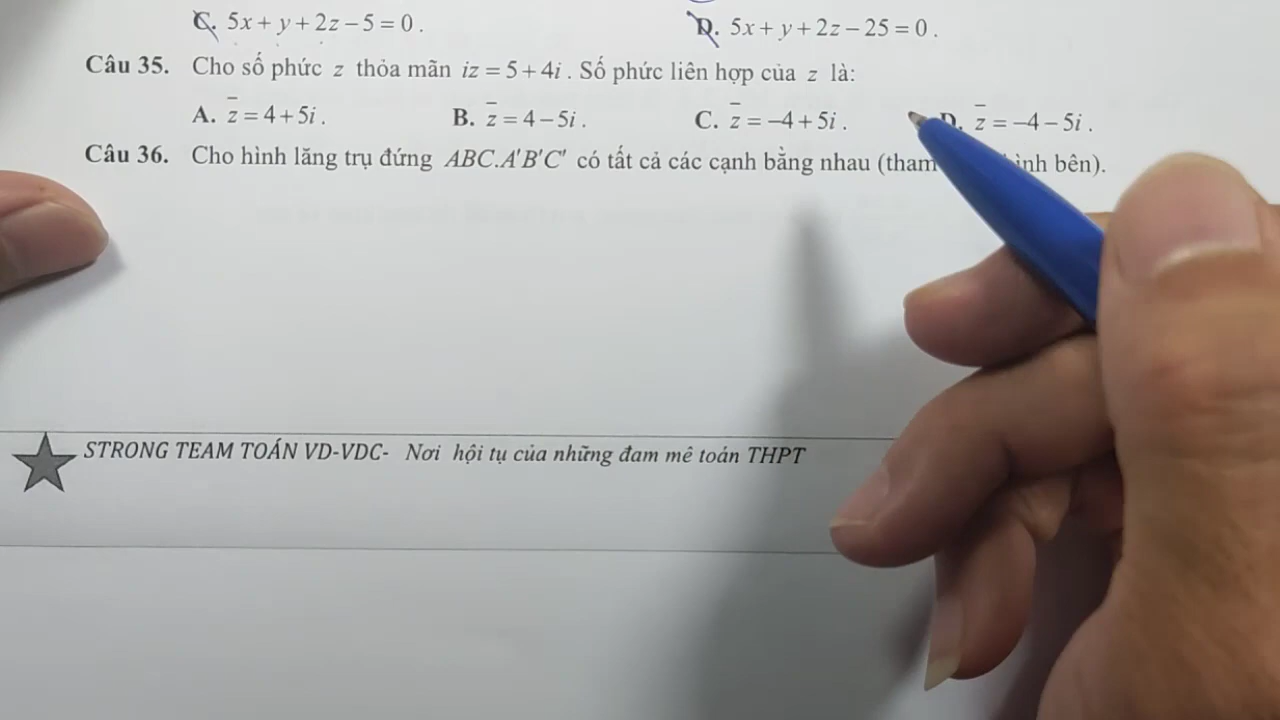 C. 5x + y + 2z − 5 = 0 . D. 5x + y + 2z − 25 = 0 .
Câu 35. Cho số phức z thỏa mãn iz = 5 + 4i . Số phức liên hợp của z là:
A. z̅ = 4 + 5i . B. z̅ = 4 − 5i . C. z̅ = −4 + 5i . D. z̅ = −4 − 5i .
Câu 36. Cho hình lăng trụ đứng ABC.A'B'C' có tất cả các cạnh bằng nhau (tham bên).
STRONG TEAM TOÁN VD-VDC- Nơi hội tụ của những đam mê toán THPT